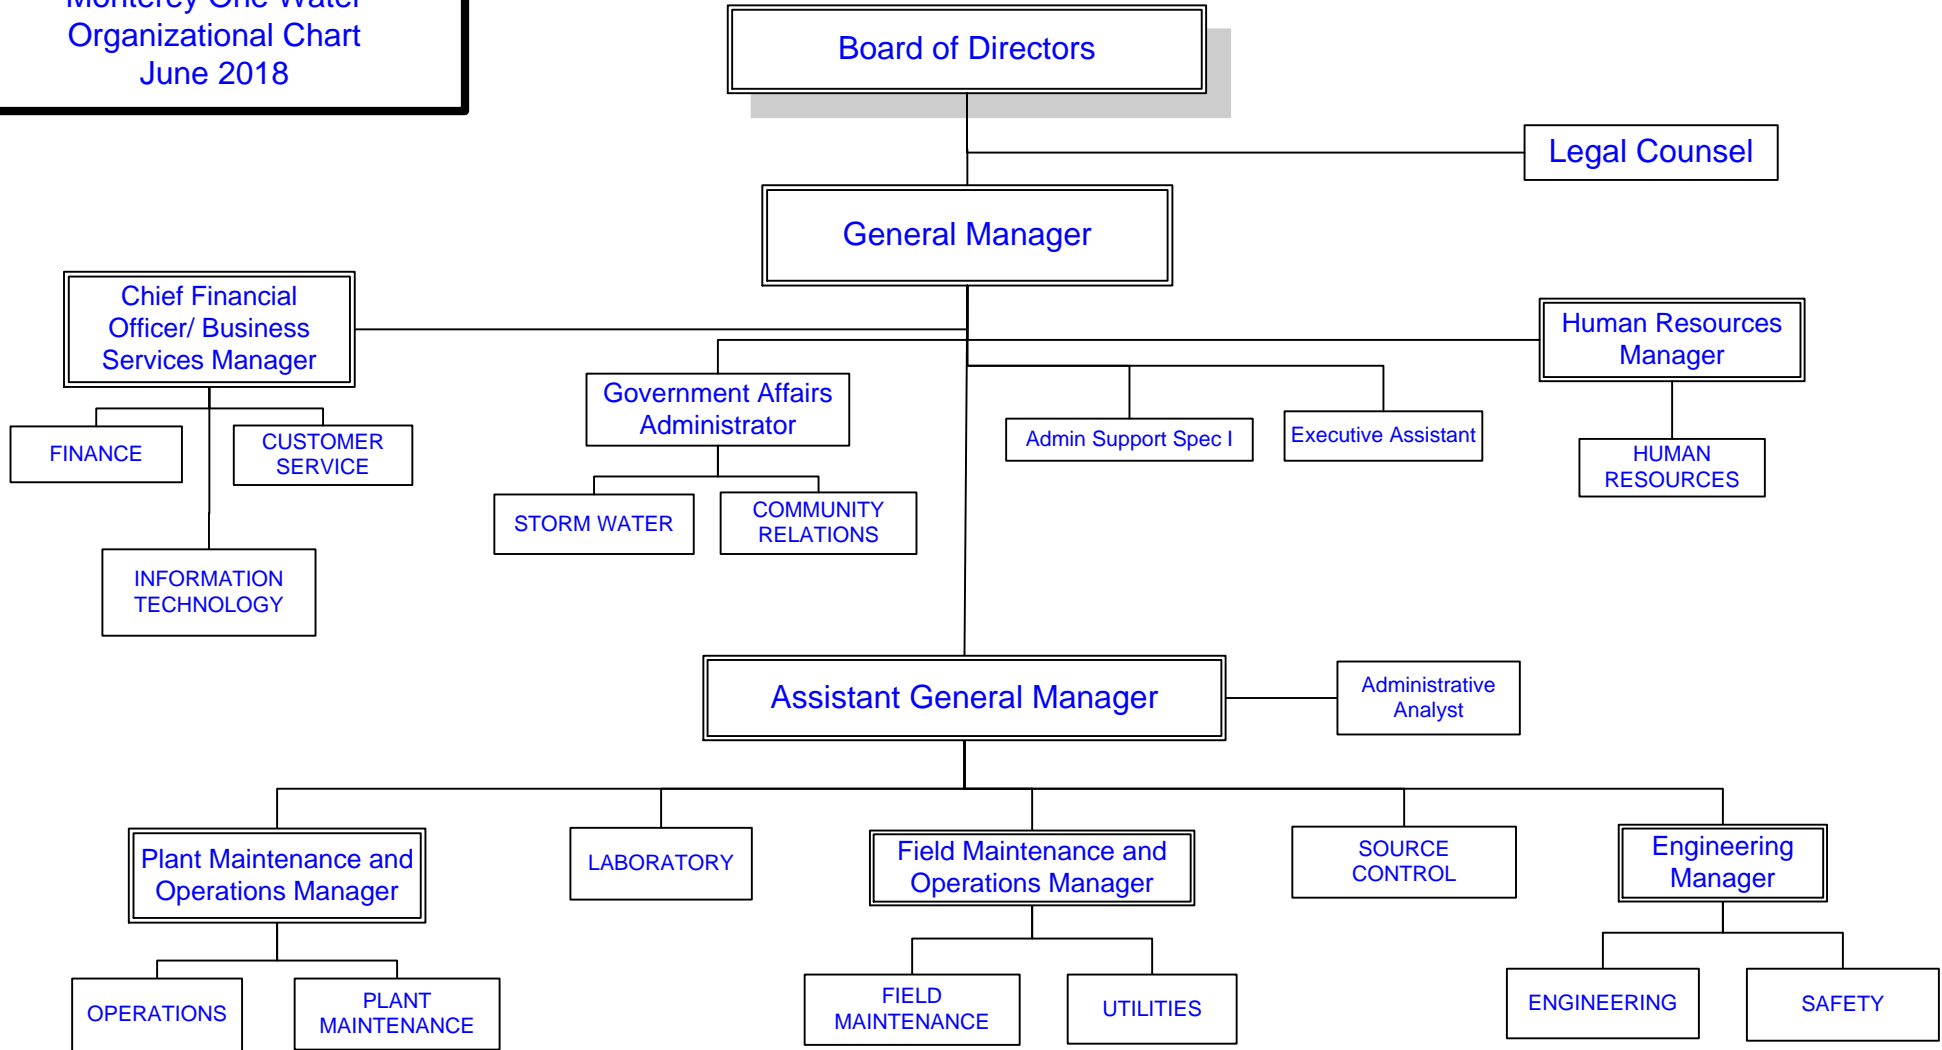 Monterey One Water
Organizational Chart
June 2018
Board of Directors
Legal Counsel
General Manager
Chief Financial
Officer/ Business
Services Manager
Human Resources
Manager
Government Affairs
Administrator
Admin Support Spec I
Executive Assistant
FINANCE
CUSTOMER
SERVICE
HUMAN
RESOURCES
STORM WATER
COMMUNITY
RELATIONS
INFORMATION
TECHNOLOGY
Assistant General Manager
Administrative
Analyst
Plant Maintenance and
Operations Manager
LABORATORY
Field Maintenance and
Operations Manager
SOURCE
CONTROL
Engineering
Manager
OPERATIONS
PLANT
MAINTENANCE
FIELD
MAINTENANCE
UTILITIES
ENGINEERING
SAFETY